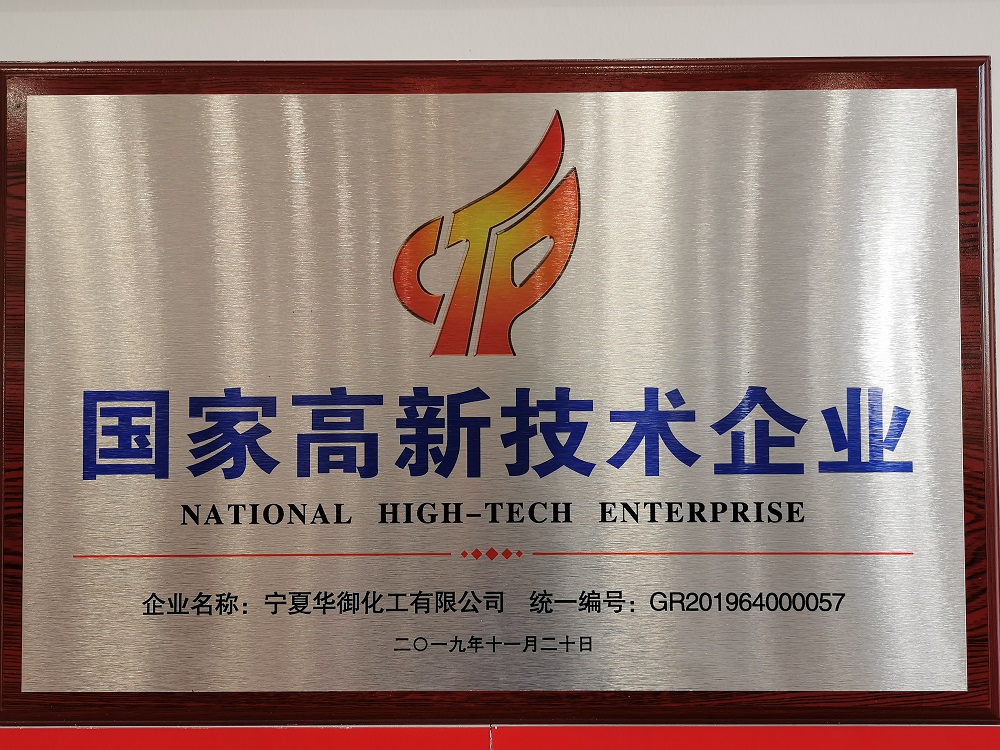 国家高新技术企业
NATIONAL HIGH-TECH ENTERPRISE
企业名称：宁夏华御化工有限公司 统一编号：GR201964000057
二〇一九年十一月二十日